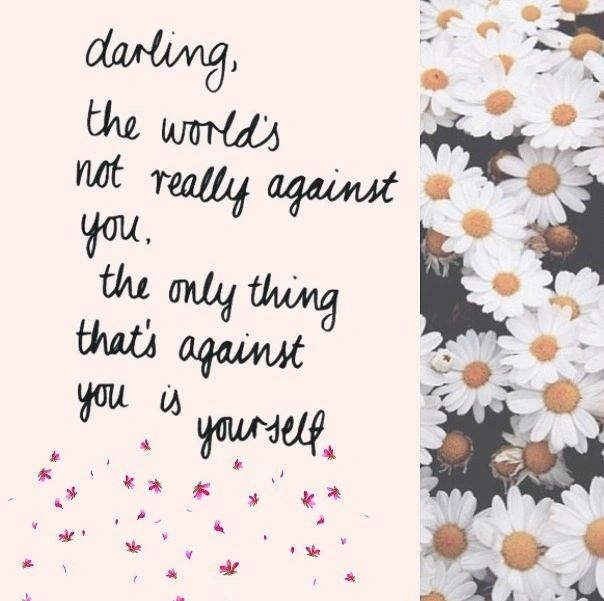 darling,
the world's
not really against
you.
the only thing
that's against
you is
yourself